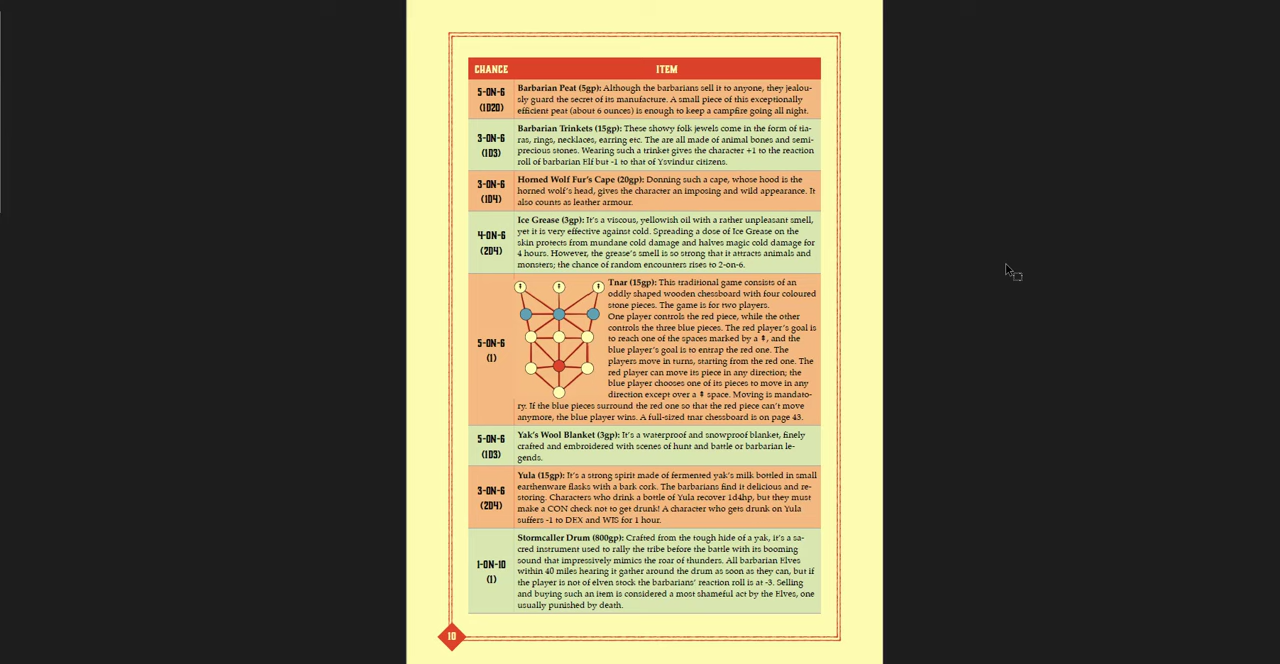 CHANCE ITEM
5-ON-6
(1D20)
Barbarian Peat (5gp): Although the barbarians sell it to anyone, they jealou-
sly guard the secret of its manufacture. A small piece of this exceptionally
efficient peat (about 6 ounces) is enough to keep a campfire going all night.
3-ON-6
(1D3)
Barbarian Trinkets (15gp): These showy folk jewels come in the form of tia-
ras, rings, necklaces, earring etc. The are all made of animal bones and semi-
precious stones. Wearing such a trinket gives the character +1 to the reaction
roll of barbarian Elf but -1 to that of Ysvindur citizens.
3-ON-6
(1D4)
Horned Wolf Fur's Cape (20gp): Donning such a cape, whose hood is the
horned wolf's head, gives the character an imposing and wild appearance. It
also counts as leather armour.
4-ON-6
(2D4)
Ice Grease (3gp): It's a viscous, yellowish oil with a rather unpleasant smell,
yet it is very effective against cold. Spreading a dose of Ice Grease on the
skin protects from mundane cold damage and halves magic cold damage for
4 hours. However, the grease's smell is so strong that it attracts animals and
monsters; the chance of random encounters rises to 2-on-6.
5-ON-6
(1)
Tnar (15gp): This traditional game consists of an
oddly shaped wooden chessboard with four coloured
stone pieces. The game is for two players.
One player controls the red piece, while the other
controls the three blue pieces. The red player's goal is
to reach one of the spaces marked by a ⇞, and the
blue player's goal is to entrap the red one. The
players move in turns, starting from the red one. The
red player can move its piece in any direction; the
blue player chooses one of its pieces to move in any
direction except over a ⇞ space. Moving is mandato-
ry. If the blue pieces surround the red one so that the red piece can't move
anymore, the blue player wins. A full-sized tnar chessboard is on page 43.
5-ON-6
(1D3)
Yak's Wool Blanket (3gp): It's a waterproof and snowproof blanket, finely
crafted and embroidered with scenes of hunt and battle or barbarian le-
gends.
3-ON-6
(2D4)
Yula (15gp): It's a strong spirit made of fermented yak's milk bottled in small
earthenware flasks with a bark cork. The barbarians find it delicious and re-
storing. Characters who drink a bottle of Yula recover 1d4hp, but they must
make a CON check not to get drunk! A character who gets drunk on Yula
suffers -1 to DEX and WIS for 1 hour.
1-ON-10
(1)
Stormcaller Drum (800gp): Crafted from the tough hide of a yak, it's a sa-
cred instrument used to rally the tribe before the battle with its booming
sound that impressively mimics the roar of thunders. All barbarian Elves
within 40 miles hearing it gather around the drum as soon as they can, but if
the player is not of elven stock the barbarians' reaction roll is at -3. Selling
and buying such an item is considered a most shameful act by the Elves, one
usually punished by death.
10